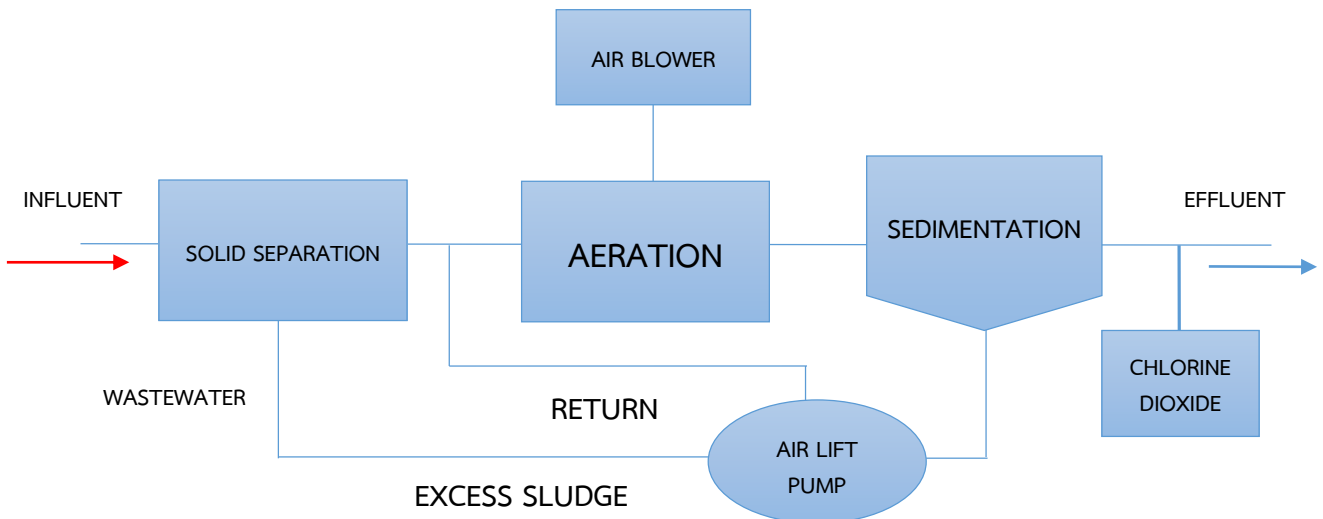 AIR BLOWER
INFLUENT
SOLID SEPARATION
AERATION
SEDIMENTATION
EFFLUENT
WASTEWATER
RETURN
CHLORINE
DIOXIDE
AIR LIFT
PUMP
EXCESS SLUDGE